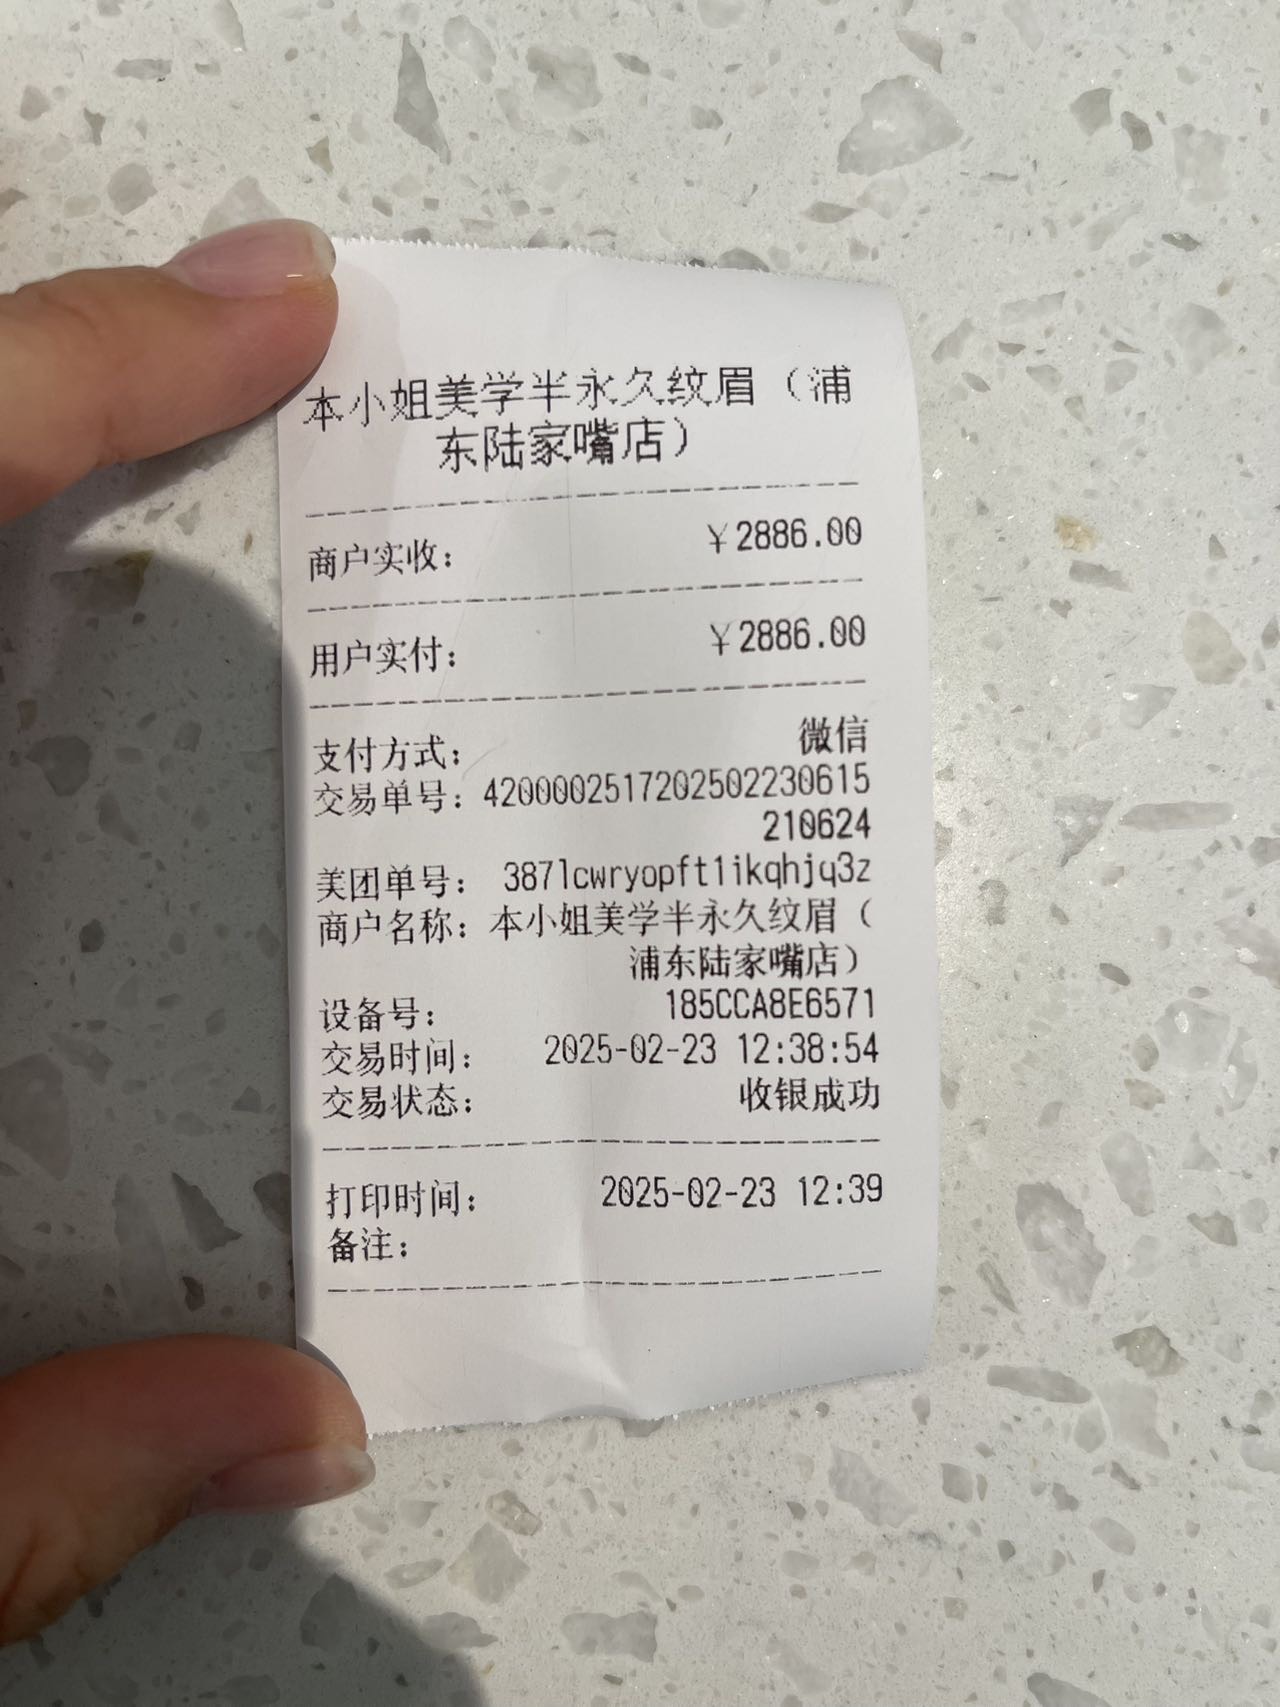 本小姐美学半永久纹眉（浦
东陆家嘴店）
商户实收： ￥2886.00
用户实付： ￥2886.00
支付方式： 微信
交易单号：4200002517202502230615
210624
美团单号： 387lcwryopft1ikqhjq3z
商户名称：本小姐美学半永久纹眉（
浦东陆家嘴店）
设备号： 185CCA8E6571
交易时间： 2025-02-23 12:38:54
交易状态： 收银成功
打印时间： 2025-02-23 12:39
备注：